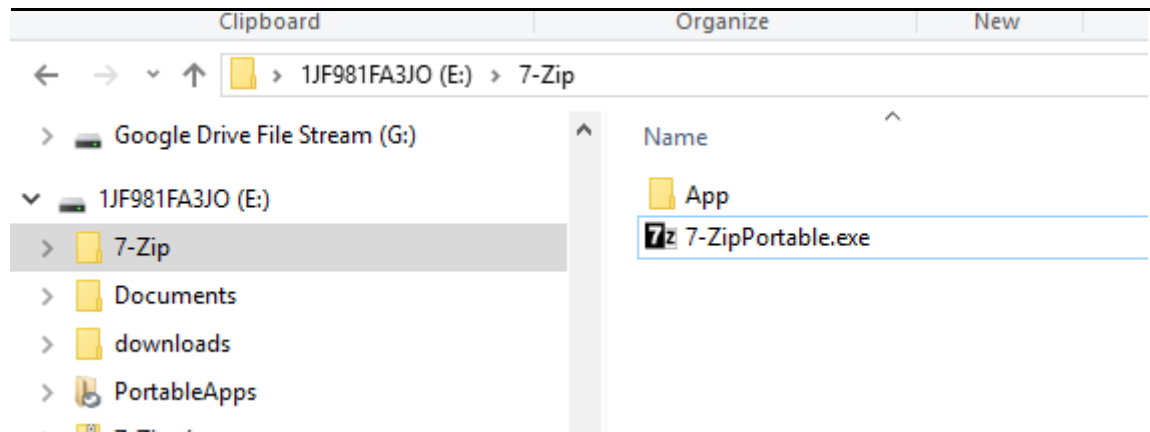 Clipboard
Organize
New
1JF981FA3JO (E:) > 7-Zip
Google Drive File Stream (G:)
1JF981FA3JO (E:)
7-Zip
Documents
downloads
PortableApps
Name
App
7z 7-ZipPortable.exe